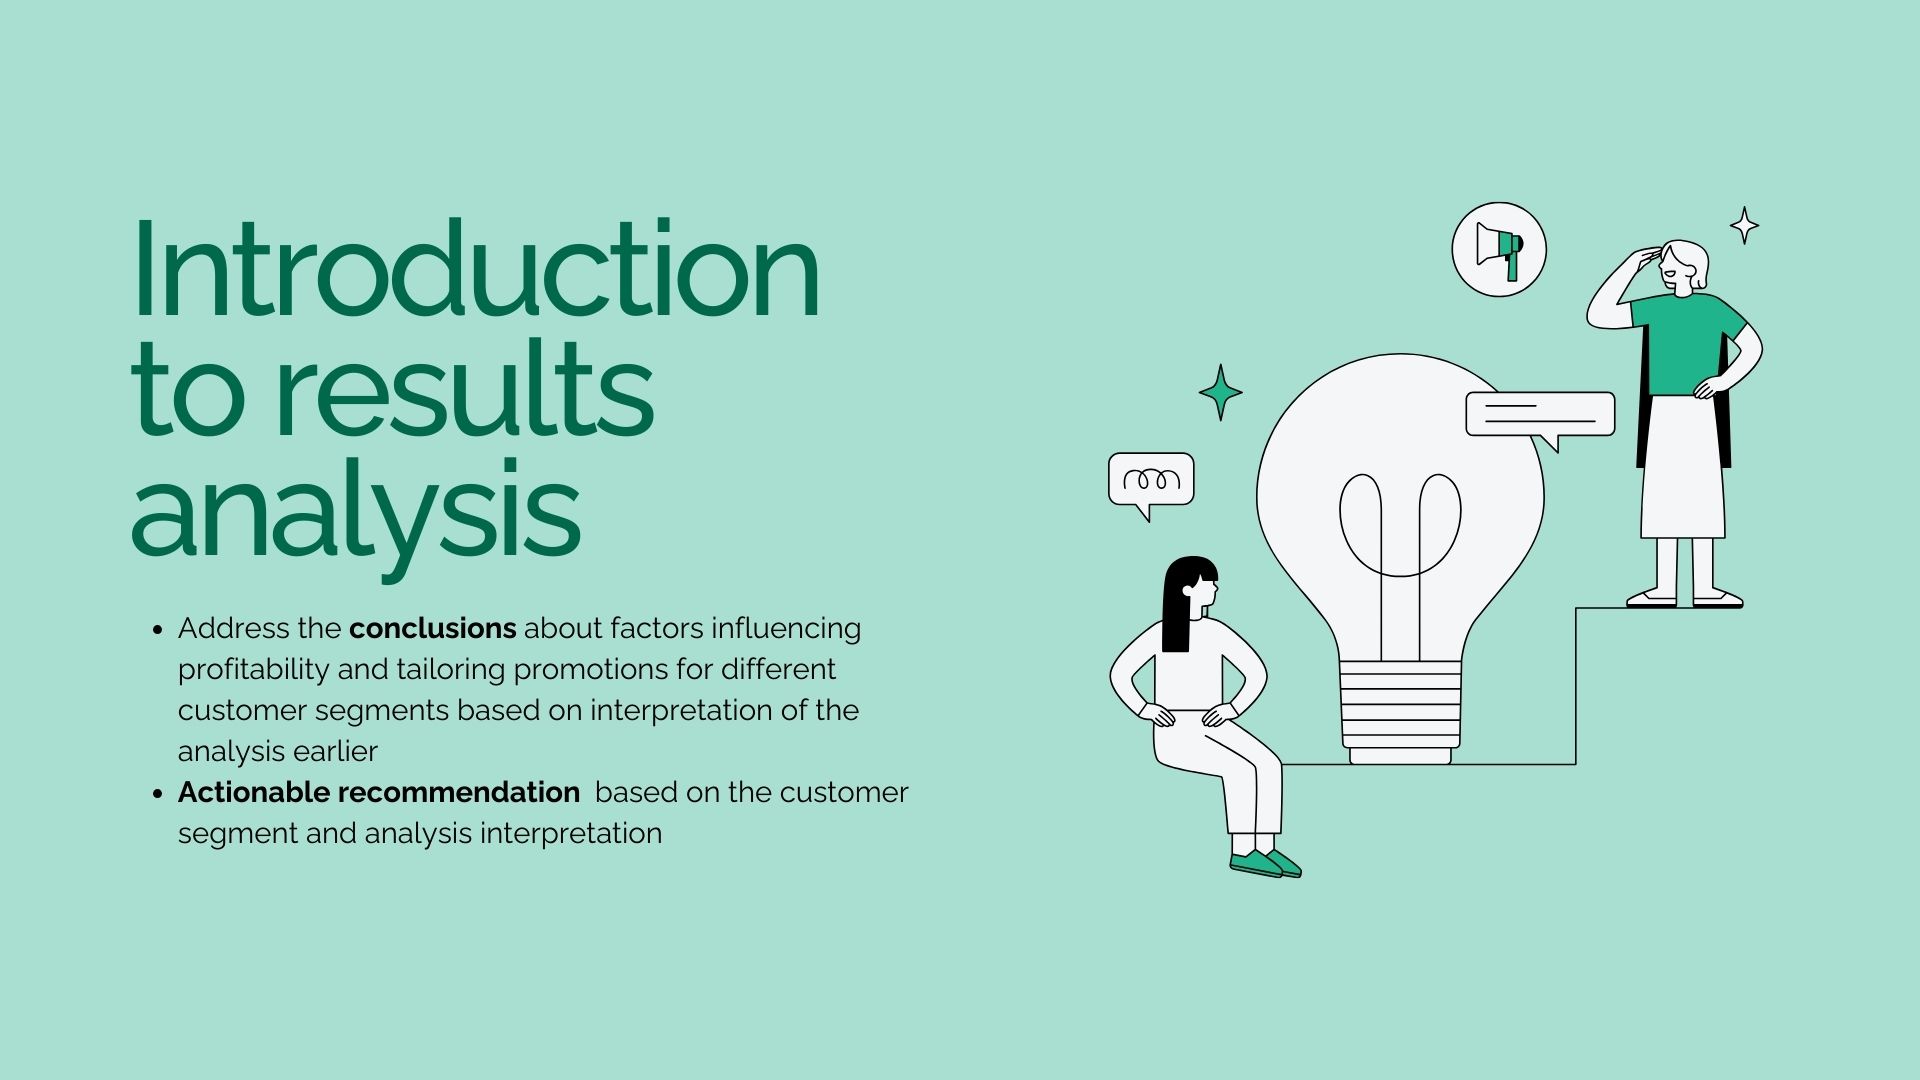 Introduction
to results
analysis
• Address the conclusions about factors influencing
profitability and tailoring promotions for different
customer segments based on interpretation of the
analysis earlier
• Actionable recommendation  based on the customer
segment and analysis interpretation